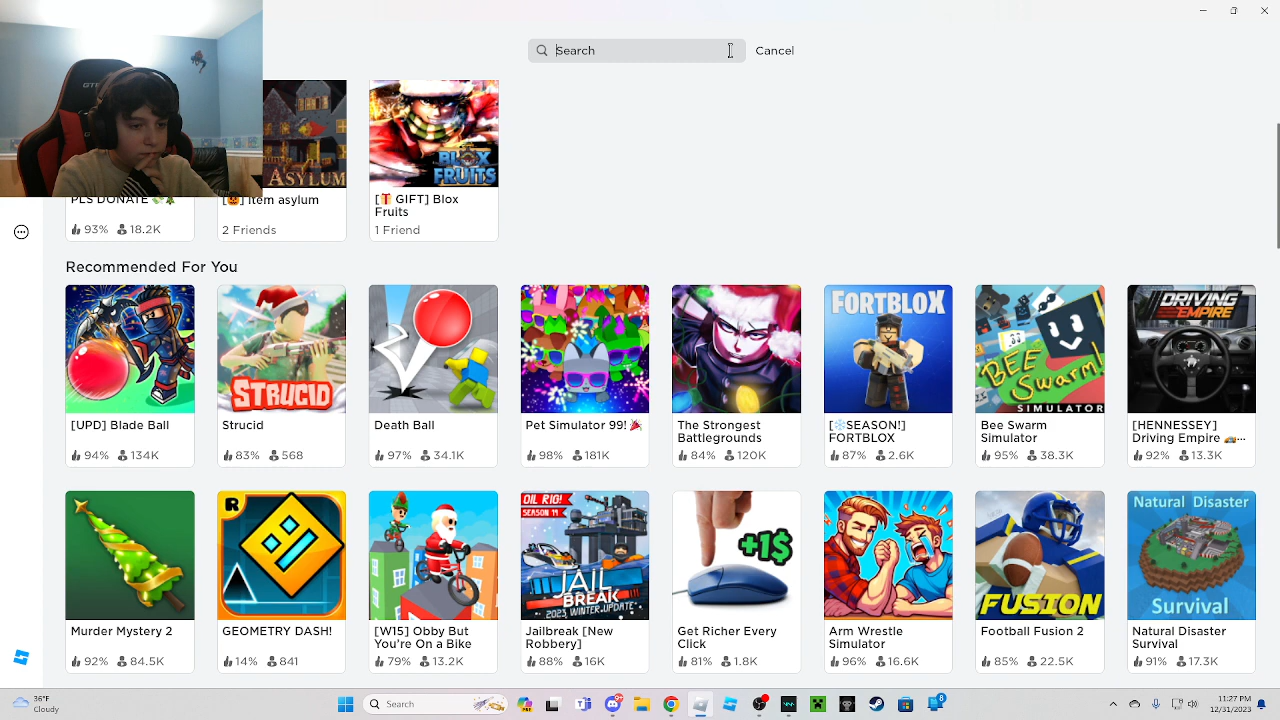 Search
Cancel
GT
ASYLUM
BLOX
FRUITS
PLS DONATE 💸🎄
93% 18.2K
[🎃] Item asylum
2 Friends
[🎁 GIFT] Blox
Fruits
1 Friend
Recommended For You
STRUCID
FORTBLOX
BEE
SWARM!
SIMULATOR
DRIVING
EMPIRE
[UPD] Blade Ball
94% 134K
Strucid
83% 568
Death Ball
97% 34.1K
Pet Simulator 99! 🎉
98% 181K
The Strongest
Battlegrounds
84% 120K
[❄️SEASON!]
FORTBLOX
87% 2.6K
Bee Swarm
Simulator
95% 38.3K
[HENNESSEY]
Driving Empire 🚕...
92% 13.3K
R
OIL RIG!
SEASON 19
JAIL
BREAK
2023 WINTER UPDATE
+1$
FUSION
Natural Disaster
Survival
Murder Mystery 2
92% 84.5K
GEOMETRY DASH!
14% 841
[W15] Obby But
You're On a Bike
79% 13.2K
Jailbreak [New
Robbery]
88% 16K
Get Richer Every
Click
81% 1.8K
Arm Wrestle
Simulator
96% 16.6K
Football Fusion 2
85% 22.5K
Natural Disaster
Survival
91% 17.3K
36°F
Cloudy
Search
9+
8
11:27 PM
12/31/2023